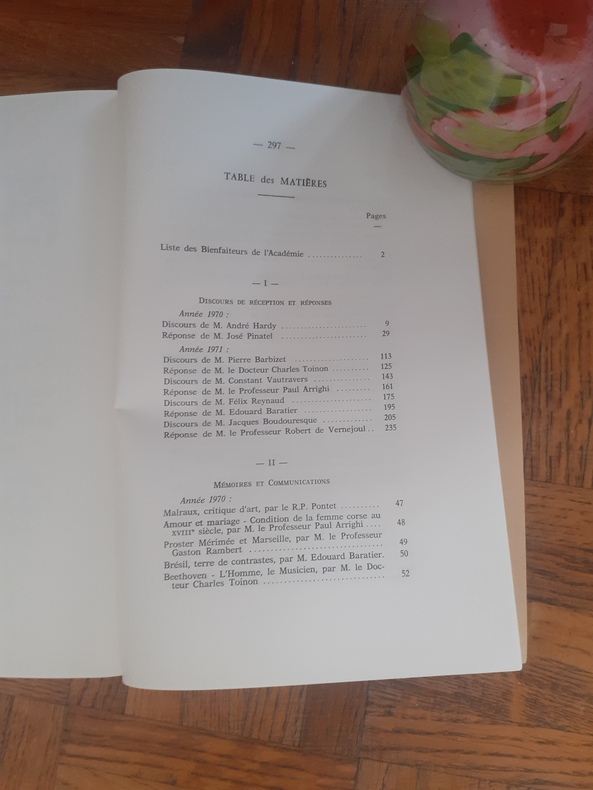 — 297 —
TABLE des MATIÈRES
Pages
—
Liste des Bienfaiteurs de l'Académie ............... 2
— I —
DISCOURS DE RÉCEPTION ET RÉPONSES
Année 1970 :
Discours de M. André Hardy ...................... 9
Réponse de M. José Pinatel ....................... 29
Année 1971 :
Discours de M. Pierre Barbizet .................... 113
Réponse de M. le Docteur Charles Toinon .......... 125
Discours de M. Constant Vautravers ............... 143
Réponse de M. le Professeur Paul Arrighi ......... 161
Discours de M. Félix Reynaud ..................... 175
Réponse de M. Edouard Baratier .................. 195
Discours de M. Jacques Boudouresque ............. 205
Réponse de M. le Professeur Robert de Vernejoul .. 235
— II —
MÉMOIRES ET COMMUNICATIONS
Année 1970 :
Malraux, critique d'art, par le R.P. Pontet .......... 47
Amour et mariage - Condition de la femme corse au
XVIIIe siècle, par M. le Professeur Paul Arrighi .... 48
Proster Mérimée et Marseille, par M. le Professeur
Gaston Rambert ................................ 49
Brésil, terre de contrastes, par M. Edouard Baratier. 50
Beethoven - L'Homme, le Musicien, par M. le Doc-
teur Charles Toinon ............................ 52